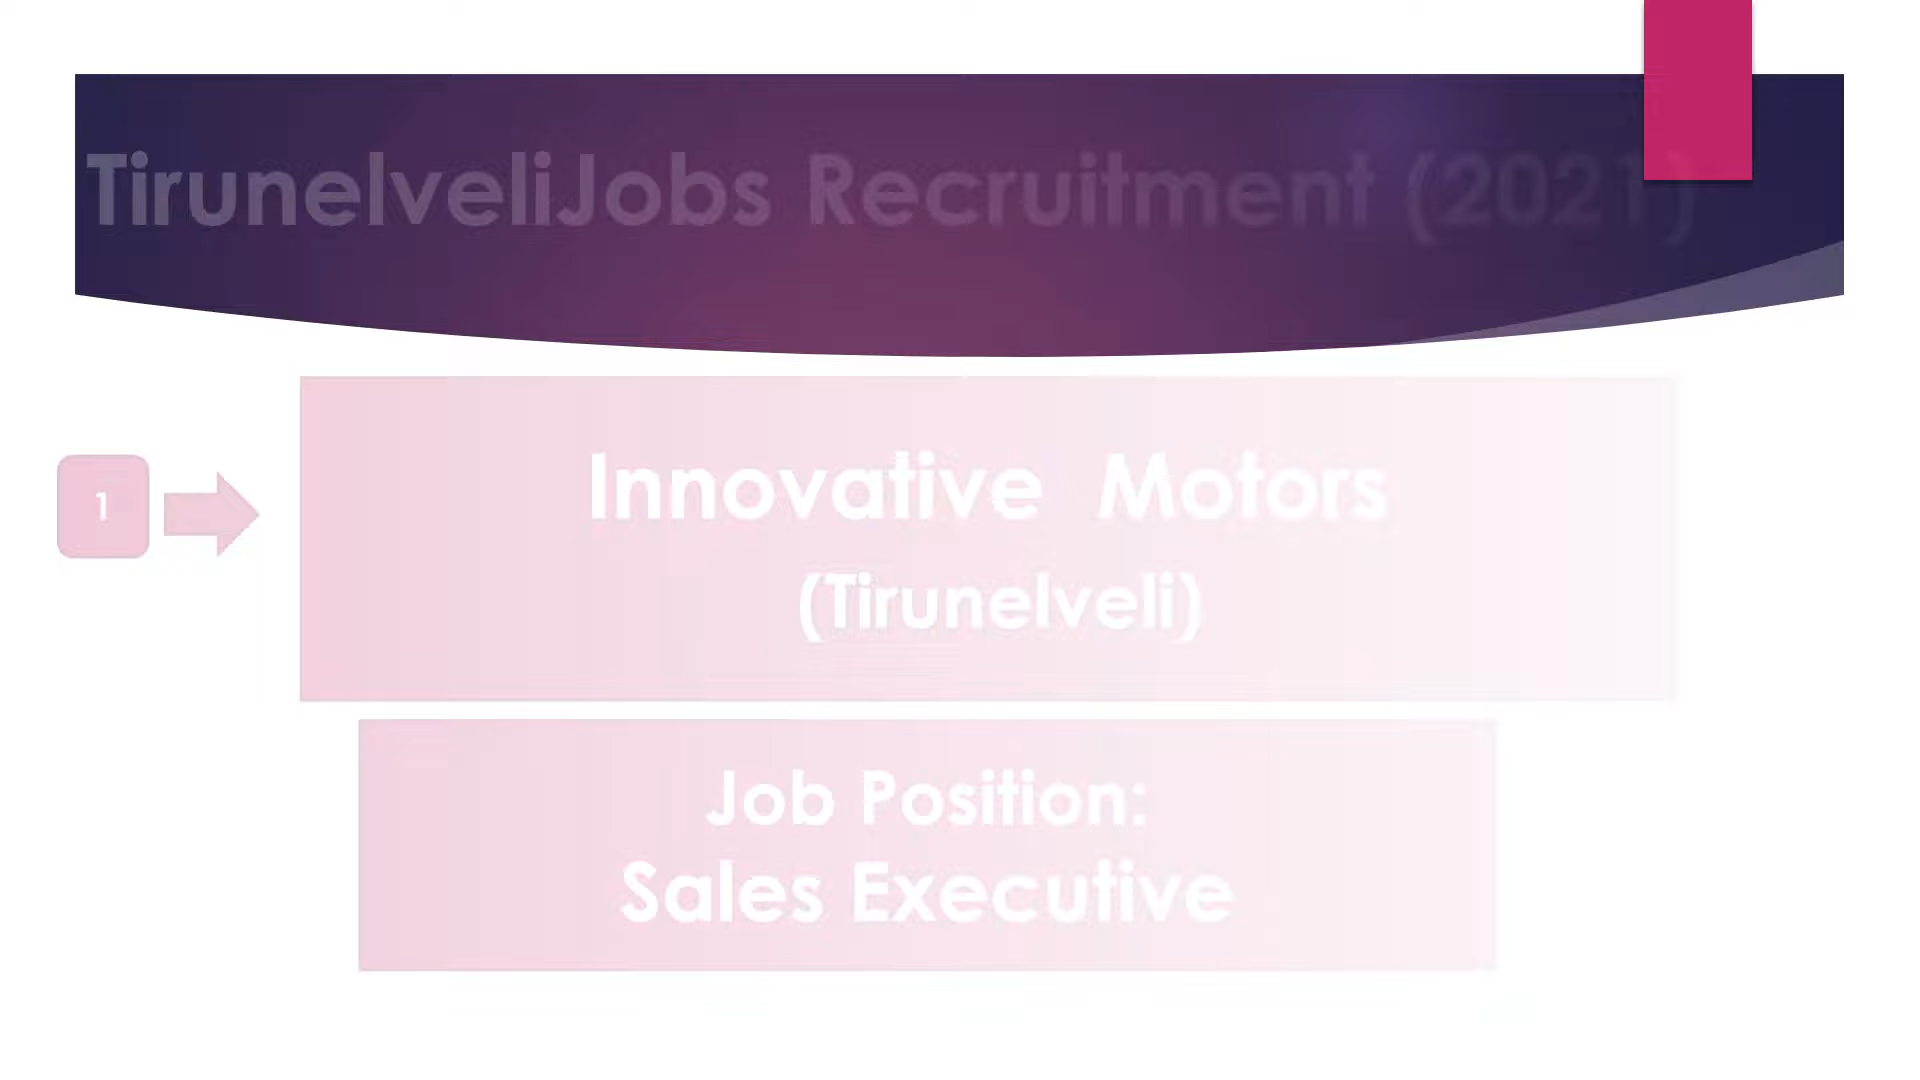 TirunelveliJobs Recruitment (2021)
1
Innovative Motors
(Tirunelveli)
Job Position:
Sales Executive